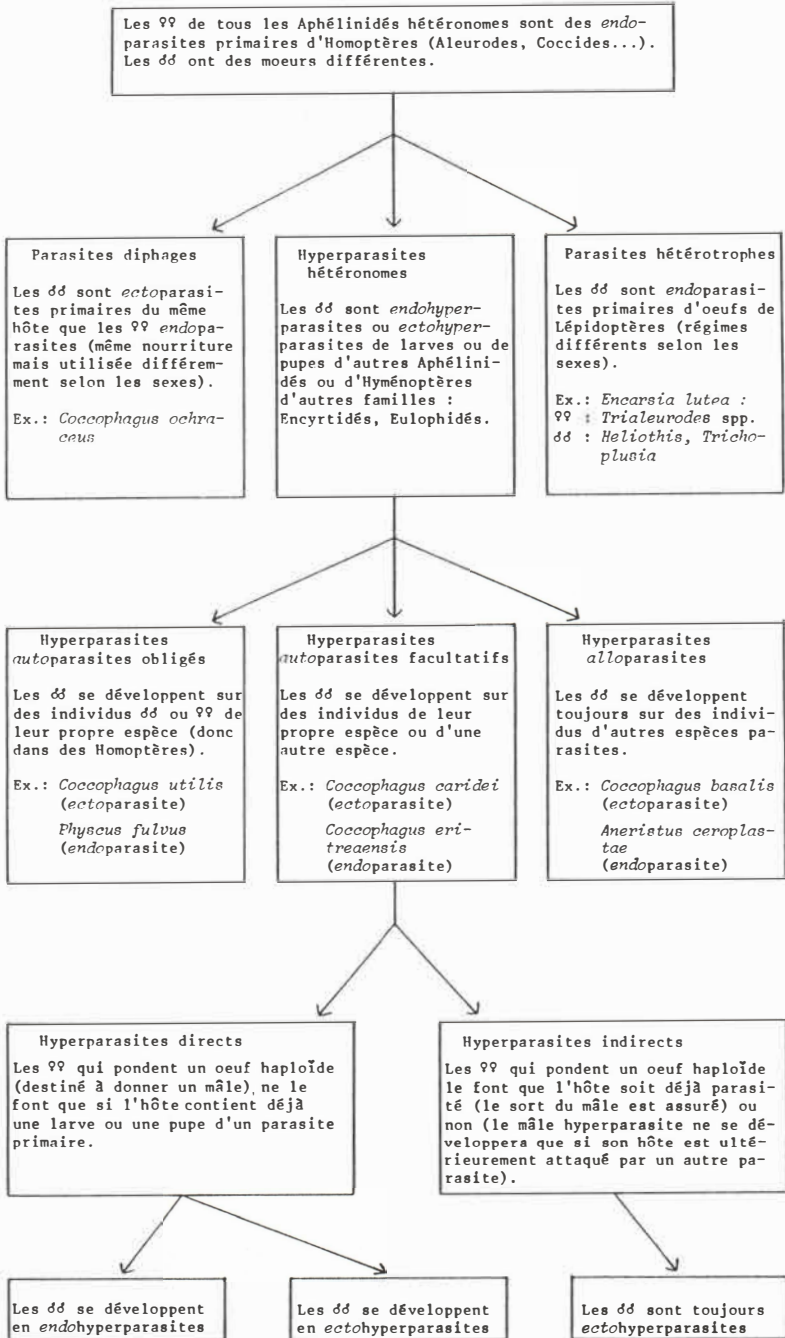 Les ♀♀ de tous les Aphélinidés hétéronomes sont des endo-
parasites primaires d'Homoptères (Aleurodes, Coccides...).
Les ♂♂ ont des moeurs différentes.
Parasites diphages
Les ♂♂ sont ectoparasi-
tes primaires du même
hôte que les ♀♀ endopa-
rasites (même nourriture
mais utilisée différem-
ment selon les sexes).
Ex.: Coccophagus ochra-
ceus
Hyperparasites
hétéronomes
Les ♂♂ sont endohyper-
parasites ou ectohyper-
parasites de larves ou de
pupes d'autres Aphélini-
dés ou d'Hyménoptères
d'autres familles :
Encyrtidés, Eulophidés.
Parasites hétérotrophes
Les ♂♂ sont endoparasi-
tes primaires d'oeufs de
Lépidoptères (régimes
différents selon les
sexes).
Ex.: Encarsia lutea :
♀♀ : Trialeurodes spp.
♂♂ : Heliothis, Tricho-
plusia
Hyperparasites
autoparasites obligés
Les ♂♂ se développent sur
des individus ♂♂ ou ♀♀ de
leur propre espèce (donc
dans des Homoptères).
Ex.: Coccophagus utilis
(ectoparasite)
Physcus fulvus
(endoparasite)
Hyperparasites
autoparasites facultatifs
Les ♂♂ se développent sur
des individus de leur
propre espèce ou d'une
autre espèce.
Ex.: Coccophagus caridei
(ectoparasite)
Coccophagus eri-
treaensis
(endoparasite)
Hyperparasites
alloparasites
Les ♂♂ se développent
toujours sur des indivi-
dus d'autres espèces pa-
rasites.
Ex.: Coccophagus basalis
(ectoparasite)
Aneristus ceroplas-
tae
(endoparasite)
Hyperparasites directs
Les ♀♀ qui pondent un oeuf haploïde
(destiné à donner un mâle), ne le
font que si l'hôte contient déjà
une larve ou une pupe d'un parasite
primaire.
Hyperparasites indirects
Les ♀♀ qui pondent un oeuf haploïde
le font que l'hôte soit déjà parasi-
té (le sort du mâle est assuré) ou
non (le mâle hyperparasite ne se dé-
veloppera que si son hôte est ulté-
rieurement attaqué par un autre pa-
rasite).
Les ♂♂ se développent
en endohyperparasites
Les ♂♂ se développent
en ectohyperparasites
Les ♂♂ sont toujours
ectohyperparasites